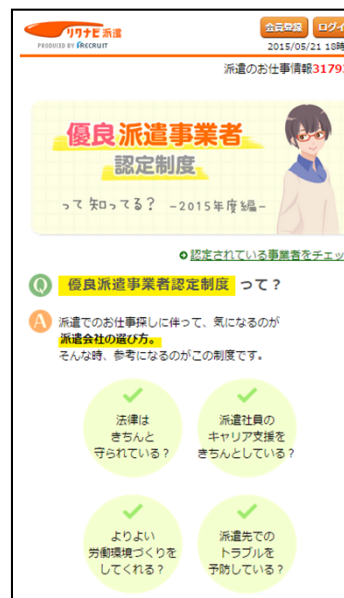 リクナビ派遣
PRODUCED BY RECRUIT
会員登録 ログイ
2015/05/21 18時
派遣のお仕事情報3179
優良派遣事業者
認定制度
って知ってる? -2015年度編-
認定されている事業者をチェッ
Q 優良派遣事業者認定制度 って?
A 派遣でのお仕事探しに伴って、気になるのが
派遣会社の選び方。
そんな時、参考になるのがこの制度です。
法律は
きちんと
守られている?
派遣社員の
キャリア支援を
きちんとしている?
よりよい
労働環境づくりを
してくれる?
派遣先での
トラブルを
予防している?